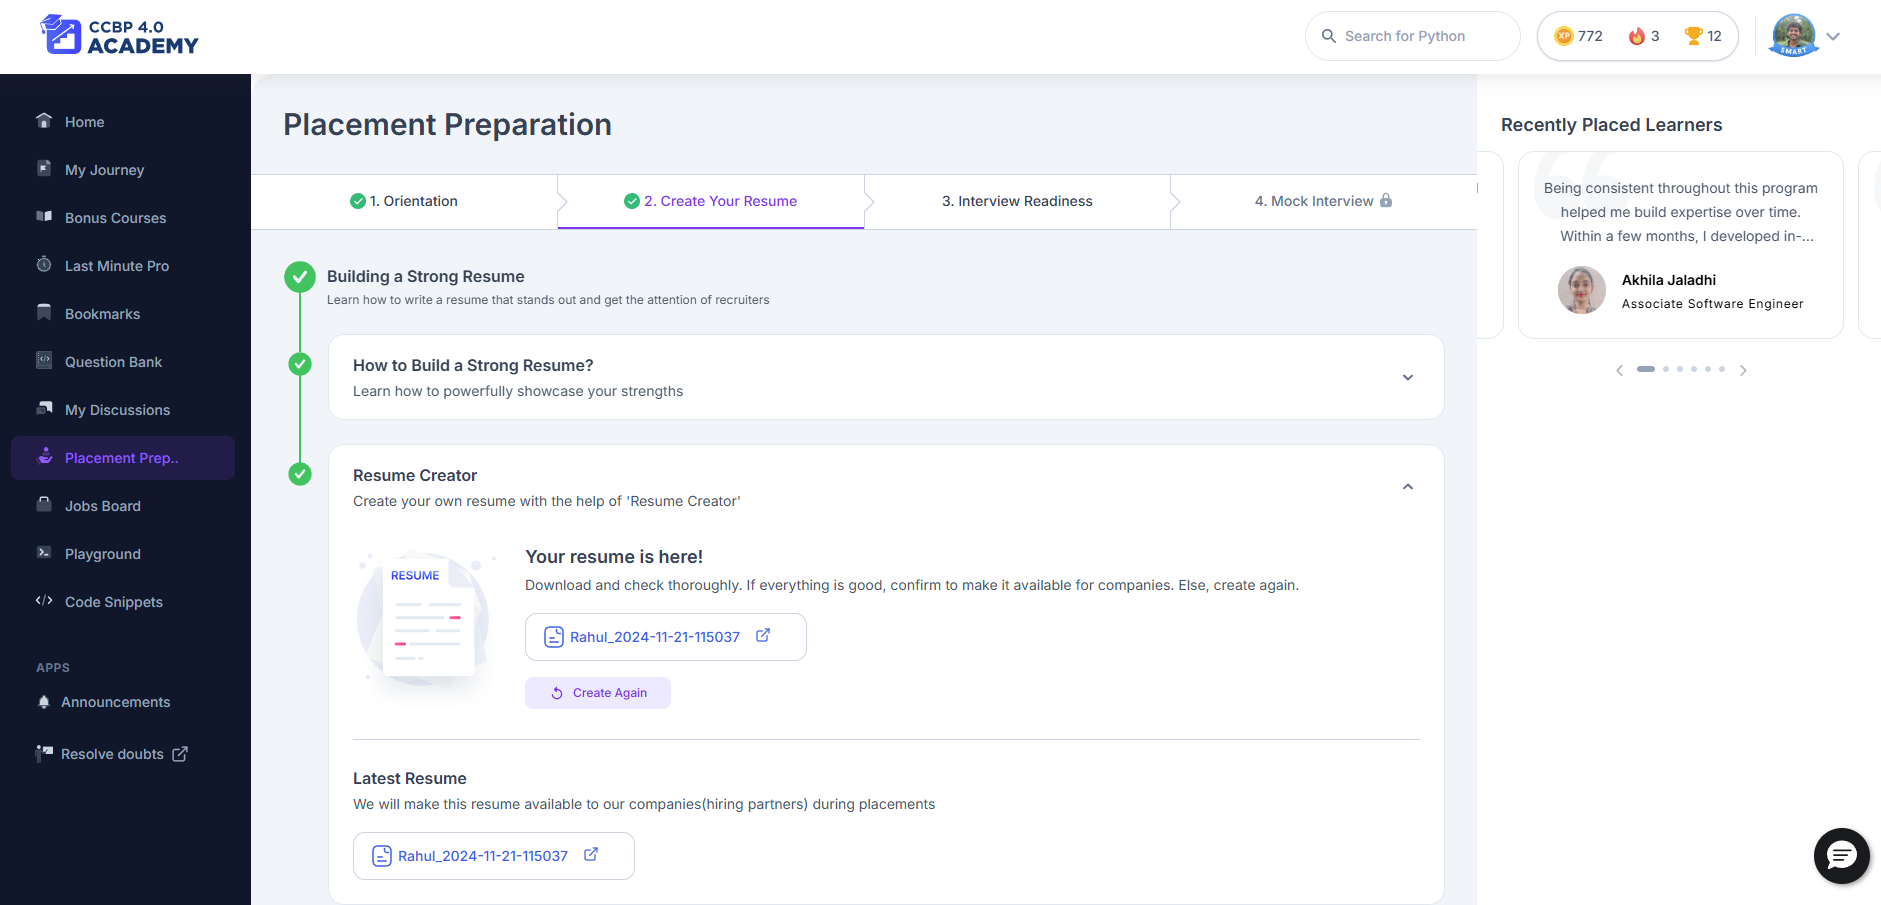 CCBP 4.0
ACADEMY
Search for Python
XP 772
3
12
SMART
Home
My Journey
Bonus Courses
Last Minute Pro
Bookmarks
Question Bank
My Discussions
Placement Prep..
Jobs Board
Playground
Code Snippets
APPS
Announcements
Resolve doubts
Placement Preparation
1. Orientation
2. Create Your Resume
3. Interview Readiness
4. Mock Interview
Building a Strong Resume
Learn how to write a resume that stands out and get the attention of recruiters
How to Build a Strong Resume?
Learn how to powerfully showcase your strengths
Resume Creator
Create your own resume with the help of 'Resume Creator'
RESUME
Your resume is here!
Download and check thoroughly. If everything is good, confirm to make it available for companies. Else, create again.
Rahul_2024-11-21-115037
Create Again
Latest Resume
We will make this resume available to our companies(hiring partners) during placements
Rahul_2024-11-21-115037
Recently Placed Learners
Being consistent throughout this program
helped me build expertise over time.
Within a few months, I developed in-...
Akhila Jaladhi
Associate Software Engineer